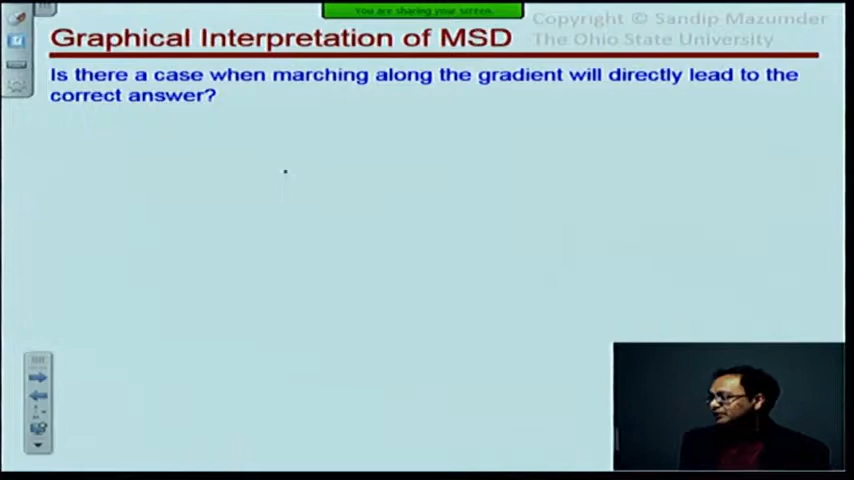 You are sharing your screen.
Copyright © Sandip Mazumder
Graphical Interpretation of MSD
The Ohio State University
Is there a case when marching along the gradient will directly lead to the
correct answer?